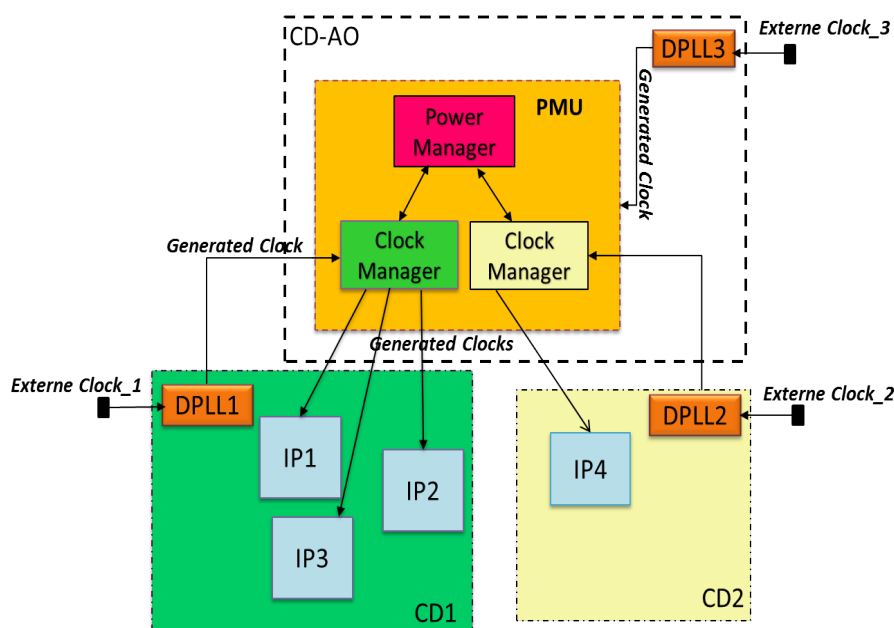 CD-AO
DPLL3
Externe Clock_3
Generated Clock
PMU
Power
Manager
Generated Clock
Clock
Manager
Clock
Manager
Generated Clocks
Externe Clock_1
DPLL1
Externe Clock_2
DPLL2
IP1
IP2
IP4
IP3
CD1
CD2